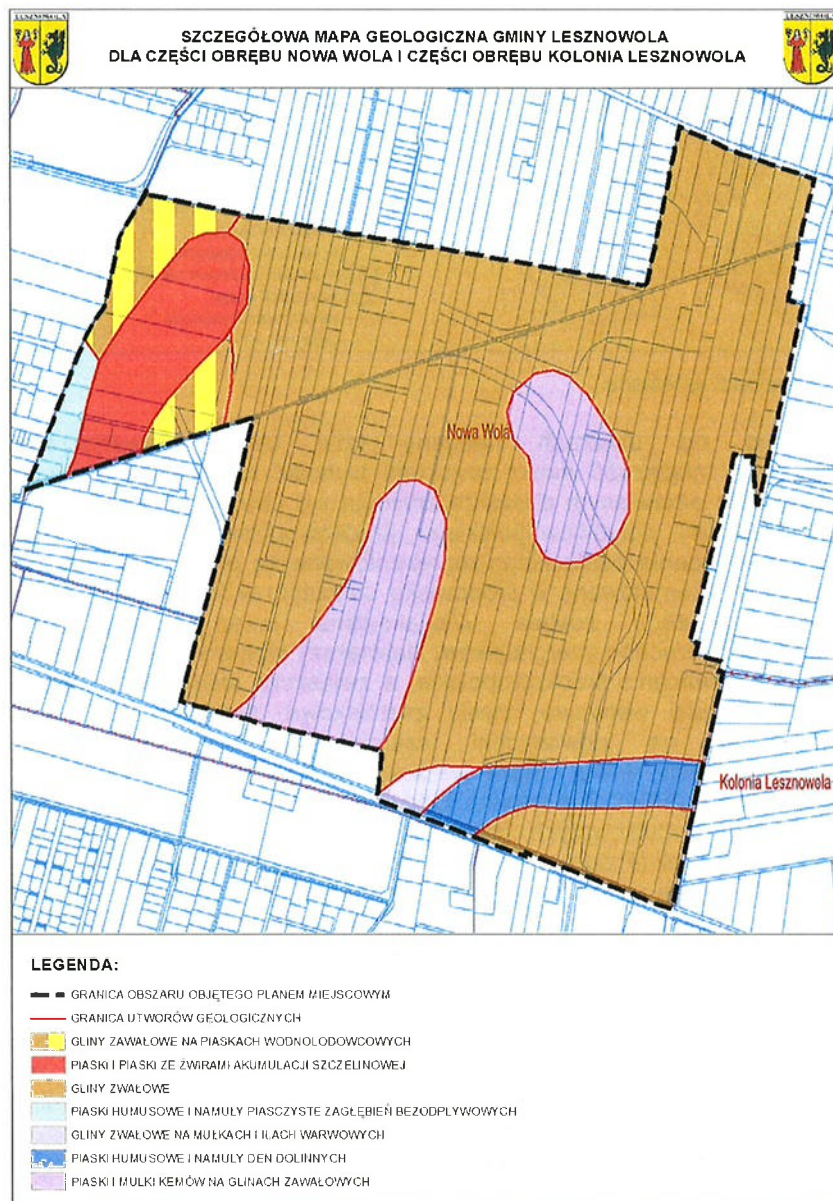 SZCZEGÓŁOWA MAPA GEOLOGICZNA GMINY LESZNOWOLA
DLA CZĘŚCI OBRĘBU NOWA WOLA I CZĘŚCI OBRĘBU KOLONIA LESZNOWOLA
LESZNOWOLA
LESZNOWOLA
Nowa Wola
Kolonia Lesznowola
LEGENDA:
GRANICA OBSZARU OBJĘTEGO PLANEM MIEJSCOWYM
GRANICA UTWORÓW GEOLOGICZNYCH
GLINY ZAWAŁOWE NA PIASKACH WODNOLODOWCOWYCH
PIASKI I PIASKI ZE ŻWIRAMI AKUMULACJI SZCZELINOWEJ
GLINY ZWAŁOWE
PIASKI HUMUSOWE I NAMUŁY PIASCZYSTE ZAGŁĘBIEŃ BEZODPŁYWOWYCH
GLINY ZWAŁOWE NA MUŁKACH I IŁACH WARWOWYCH
PIASKI HUMUSOWE I NAMUŁY DEN DOLINNYCH
PIASKI I MUŁKI KEMÓW NA GLINACH ZAWAŁOWYCH